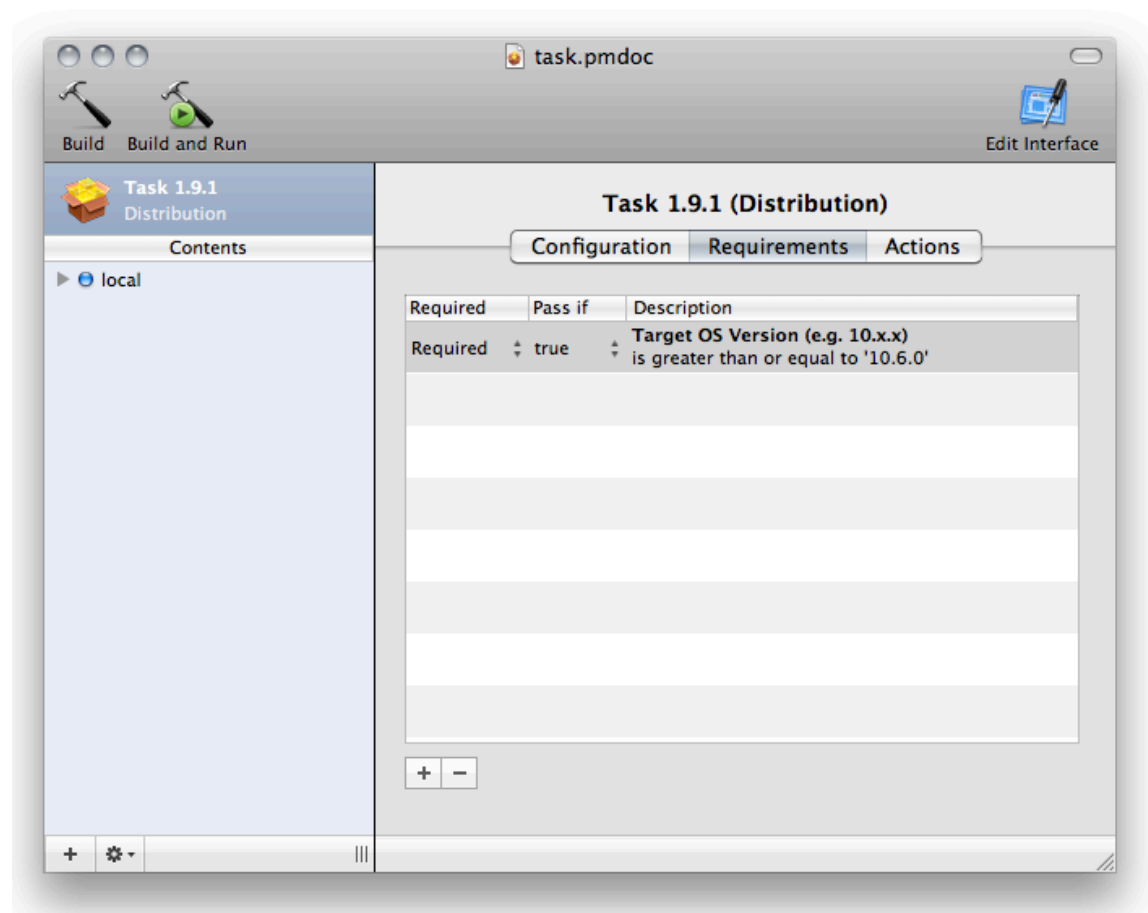 task.pmdoc
Build Build and Run Edit Interface
Task 1.9.1
Distribution
Contents
local
Task 1.9.1 (Distribution)
Configuration Requirements Actions
Required Pass if Description
Required true Target OS Version (e.g. 10.x.x)
is greater than or equal to '10.6.0'